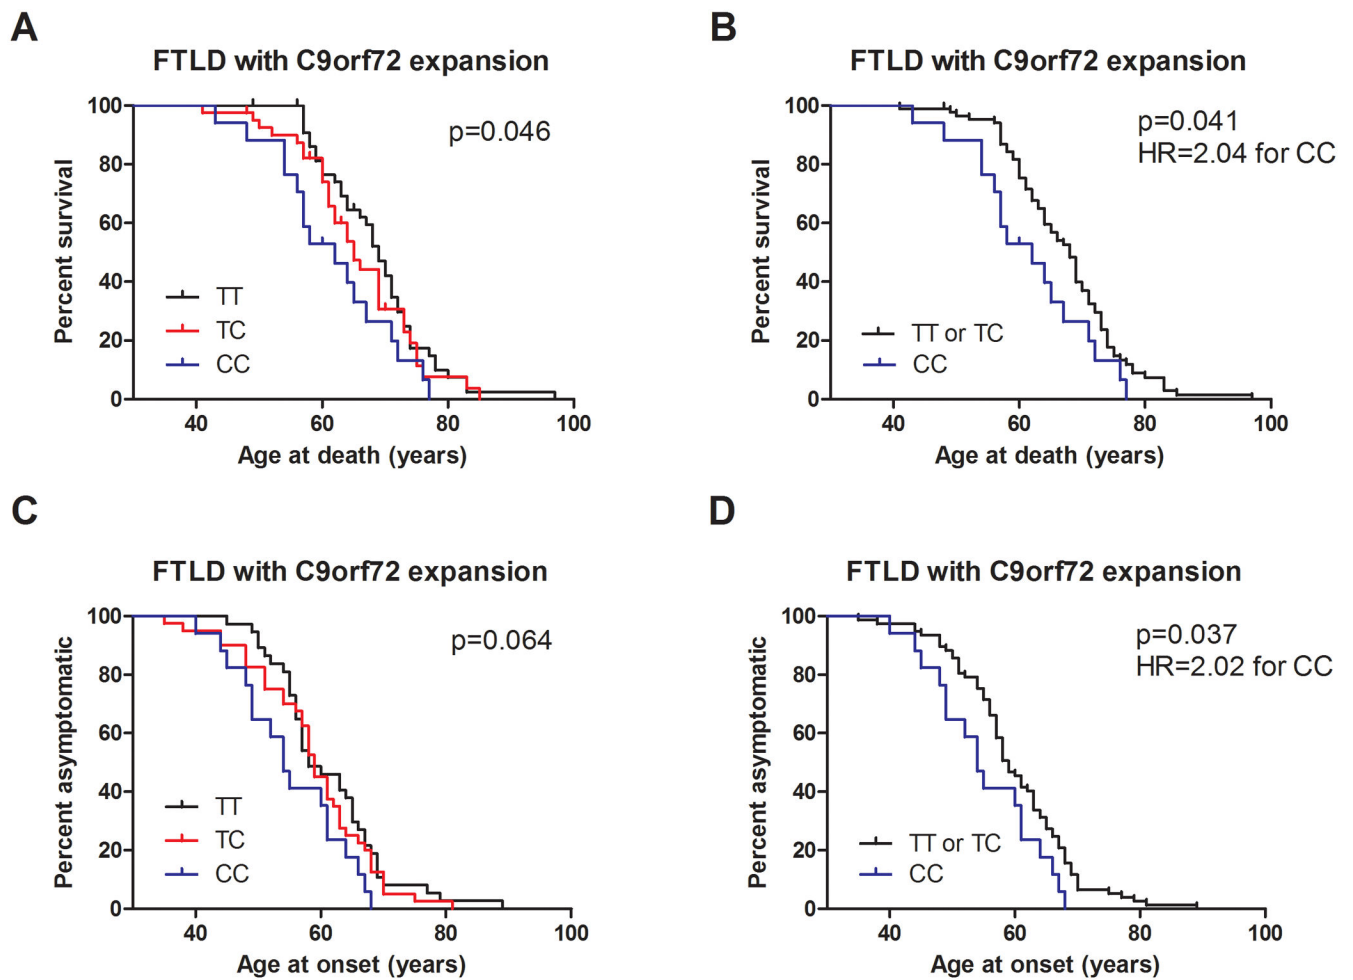 A
FTLD with C9orf72 expansion
p=0.046
Percent survival
100
80
60
40
20
0
TT
TC
CC
40
60
80
100
Age at death (years)
B
FTLD with C9orf72 expansion
p=0.041
HR=2.04 for CC
Percent survival
100
80
60
40
20
0
TT or TC
CC
40
60
80
100
Age at death (years)
C
FTLD with C9orf72 expansion
p=0.064
Percent asymptomatic
100
80
60
40
20
0
TT
TC
CC
40
60
80
100
Age at onset (years)
D
FTLD with C9orf72 expansion
p=0.037
HR=2.02 for CC
Percent asymptomatic
100
80
60
40
20
0
TT or TC
CC
40
60
80
100
Age at onset (years)